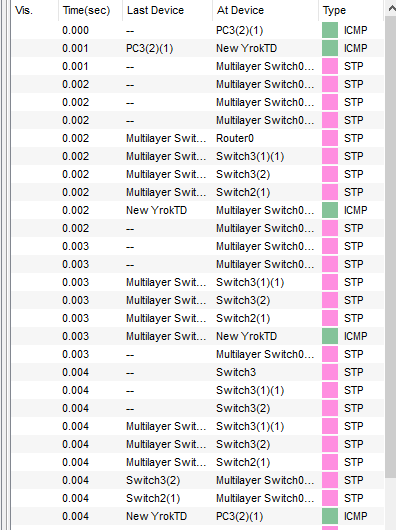 Vis. Time(sec) Last Device At Device Type
0.000 -- PC3(2)(1) ICMP
0.001 PC3(2)(1) New YrokTD ICMP
0.001 -- Multilayer Switch0... STP
0.002 -- Multilayer Switch0... STP
0.002 -- Multilayer Switch0... STP
0.002 -- Multilayer Switch0... STP
0.002 Multilayer Swit... Router0 STP
0.002 Multilayer Swit... Switch3(1)(1) STP
0.002 Multilayer Swit... Switch3(2) STP
0.002 Multilayer Swit... Switch2(1) STP
0.002 New YrokTD Multilayer Switch0... ICMP
0.002 -- Multilayer Switch0... STP
0.003 -- Multilayer Switch0... STP
0.003 -- Multilayer Switch0... STP
0.003 Multilayer Swit... Switch3(1)(1) STP
0.003 Multilayer Swit... Switch3(2) STP
0.003 Multilayer Swit... Switch2(1) STP
0.003 Multilayer Swit... New YrokTD ICMP
0.003 -- Multilayer Switch0... STP
0.004 -- Switch3 STP
0.004 -- Switch3(1)(1) STP
0.004 -- Switch3(2) STP
0.004 Multilayer Swit... Switch3(1)(1) STP
0.004 Multilayer Swit... Switch3(2) STP
0.004 Multilayer Swit... Switch2(1) STP
0.004 Switch3(2) Multilayer Switch0... STP
0.004 Switch2(1) Multilayer Switch0... STP
0.004 New YrokTD PC3(2)(1) ICMP